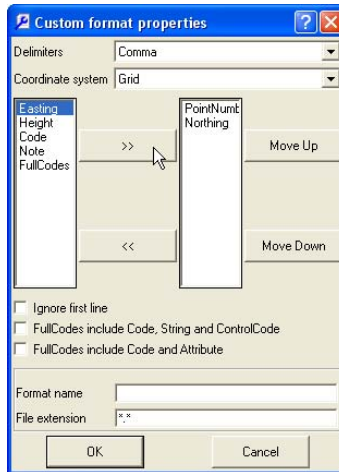 Custom format properties
Delimiters Comma
Coordinate system Grid
Easting
Height
Code
Note
FullCodes
>>
<<
PointNumb
Northing
Move Up
Move Down
Ignore first line
FullCodes include Code, String and ControlCode
FullCodes include Code and Attribute
Format name
File extension *.*
OK Cancel